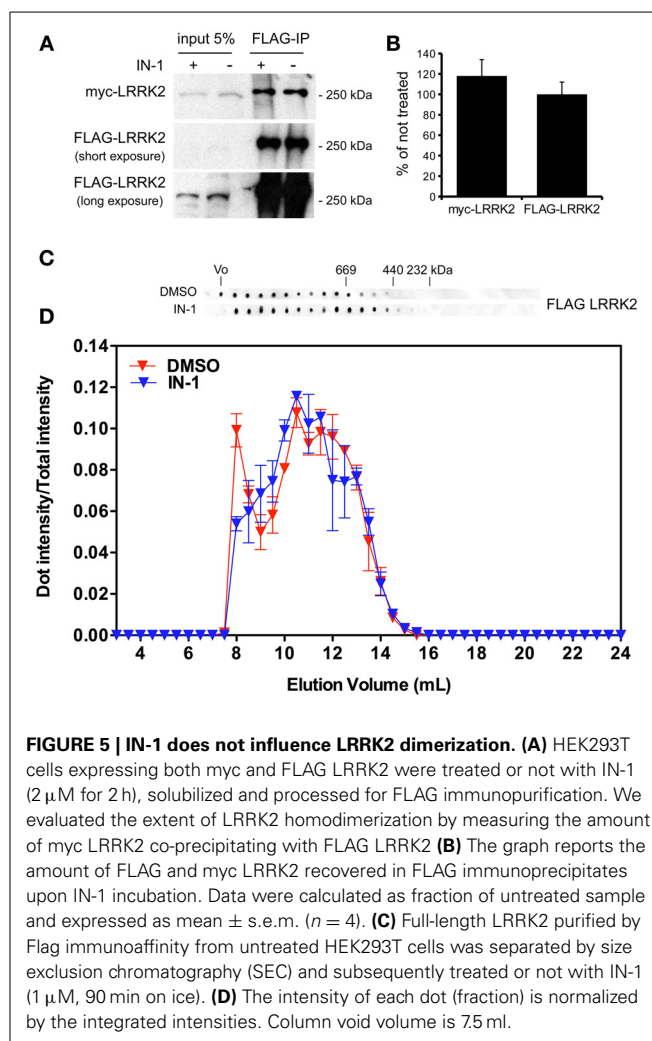 A
input 5% FLAG-IP
IN-1 + - + -
myc-LRRK2 - 250 kDa
FLAG-LRRK2
(short exposure) - 250 kDa
FLAG-LRRK2
(long exposure) - 250 kDa
B
% of not treated
140
120
100
80
60
40
20
0
myc-LRRK2 FLAG-LRRK2
C
Vo 669 440 232 kDa
DMSO
IN-1
FLAG LRRK2
D
DMSO
IN-1
Dot intensity/Total intensity
0.14
0.12
0.10
0.08
0.06
0.04
0.02
0.00
4 6 8 10 12 14 16 18 20 22 24
Elution Volume (mL)
FIGURE 5 | IN-1 does not influence LRRK2 dimerization. (A) HEK293T
cells expressing both myc and FLAG LRRK2 were treated or not with IN-1
(2 μM for 2 h), solubilized and processed for FLAG immunopurification. We
evaluated the extent of LRRK2 homodimerization by measuring the amount
of myc LRRK2 co-precipitating with FLAG LRRK2 (B) The graph reports the
amount of FLAG and myc LRRK2 recovered in FLAG immunoprecipitates
upon IN-1 incubation. Data were calculated as fraction of untreated sample
and expressed as mean ± s.e.m. (n = 4). (C) Full-length LRRK2 purified by
Flag immunoaffinity from untreated HEK293T cells was separated by size
exclusion chromatography (SEC) and subsequently treated or not with IN-1
(1 μM, 90 min on ice). (D) The intensity of each dot (fraction) is normalized
by the integrated intensities. Column void volume is 7.5 ml.